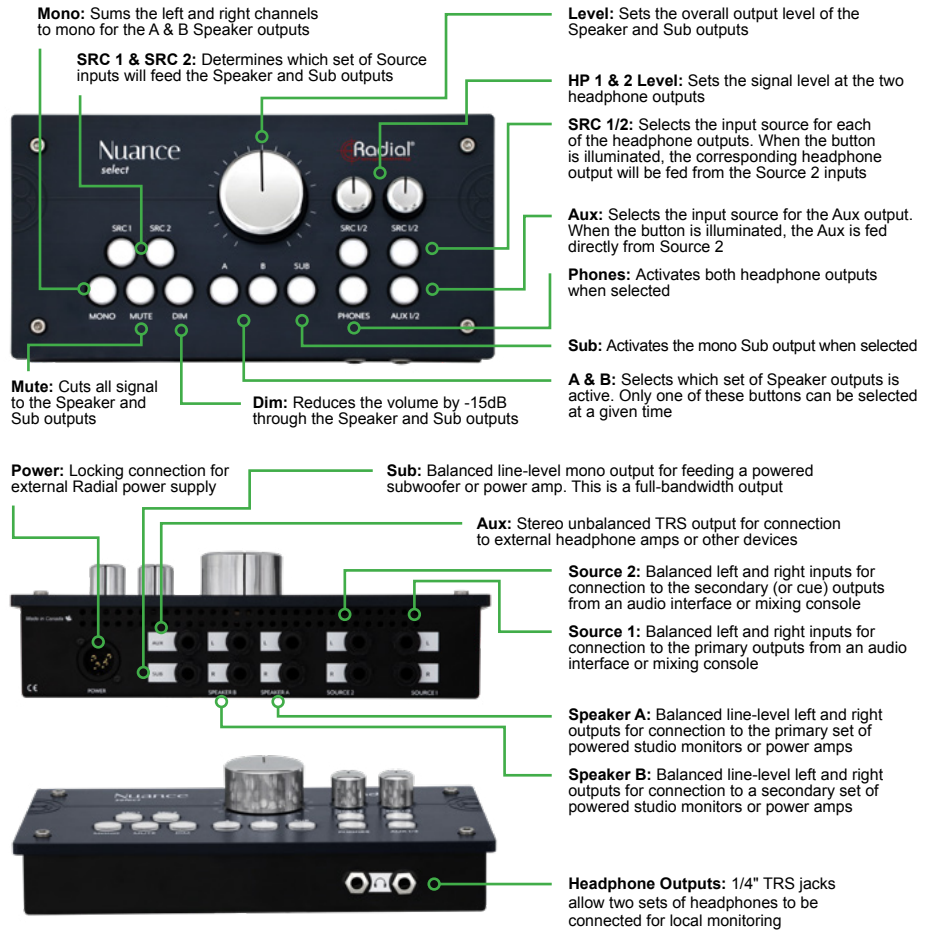 Mono: Sums the left and right channels
to mono for the A & B Speaker outputs
SRC 1 & SRC 2: Determines which set of Source
inputs will feed the Speaker and Sub outputs
Level: Sets the overall output level of the
Speaker and Sub outputs
HP 1 & 2 Level: Sets the signal level at the two
headphone outputs
SRC 1/2: Selects the input source for each
of the headphone outputs. When the button
is illuminated, the corresponding headphone
output will be fed from the Source 2 inputs
Aux: Selects the input source for the Aux output.
When the button is illuminated, the Aux is fed
directly from Source 2
Phones: Activates both headphone outputs
when selected
Sub: Activates the mono Sub output when selected
A & B: Selects which set of Speaker outputs is
active. Only one of these buttons can be selected
at a given time
Nuance
select
Radial®
SRC 1 SRC 2
SRC 1/2 SRC 1/2
A B SUB
MONO MUTE DIM PHONES AUX 1/2
Mute: Cuts all signal
to the Speaker and
Sub outputs
Dim: Reduces the volume by -15dB
through the Speaker and Sub outputs
Power: Locking connection for
external Radial power supply
Sub: Balanced line-level mono output for feeding a powered
subwoofer or power amp. This is a full-bandwidth output
Aux: Stereo unbalanced TRS output for connection
to external headphone amps or other devices
Source 2: Balanced left and right inputs for
connection to the secondary (or cue) outputs
from an audio interface or mixing console
Source 1: Balanced left and right inputs for
connection to the primary outputs from an audio
interface or mixing console
Speaker A: Balanced line-level left and right
outputs for connection to the primary set of
powered studio monitors or power amps
Speaker B: Balanced line-level left and right
outputs for connection to a secondary set of
powered studio monitors or power amps
Made in Canada
AUX L L L L
SUB R R R R
CE
POWER SPEAKER B SPEAKER A SOURCE 2 SOURCE 1
Nuance
select
MUTE
AUX 1/2
Headphone Outputs: 1/4" TRS jacks
allow two sets of headphones to be
connected for local monitoring